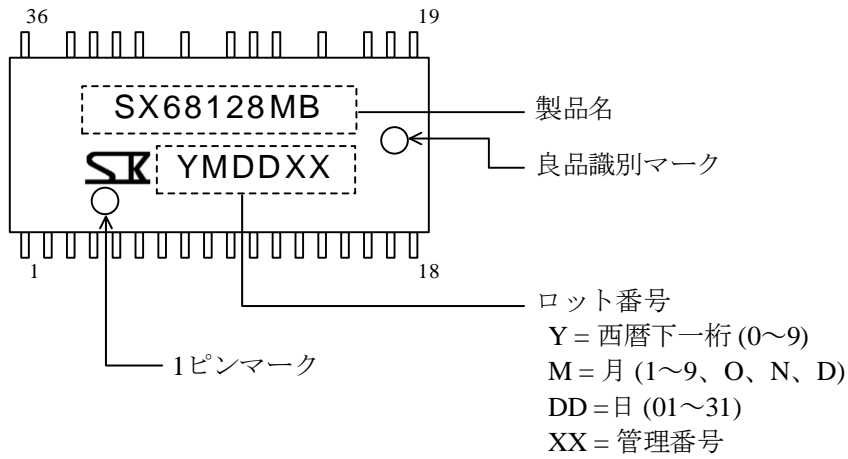 36 19
SX68128MB
製品名
良品識別マーク
SK YMDDXX
1 18
ロット番号
Y = 西暦下一桁 (0～9)
1ピンマーク
M = 月 (1～9、O、N、D)
DD =日 (01～31)
XX = 管理番号